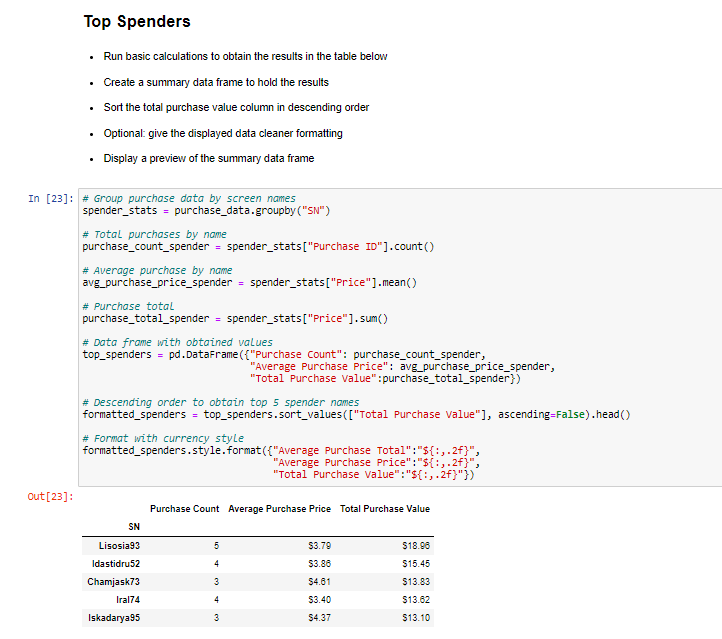 Top Spenders
• Run basic calculations to obtain the results in the table below
• Create a summary data frame to hold the results
• Sort the total purchase value column in descending order
• Optional: give the displayed data cleaner formatting
• Display a preview of the summary data frame
In [23]: # Group purchase data by screen names
spender_stats = purchase_data.groupby("SN")
# Total purchases by name
purchase_count_spender = spender_stats["Purchase ID"].count()
# Average purchase by name
avg_purchase_price_spender = spender_stats["Price"].mean()
# Purchase total
purchase_total_spender = spender_stats["Price"].sum()
# Data frame with obtained values
top_spenders = pd.DataFrame({"Purchase Count": purchase_count_spender,
"Average Purchase Price": avg_purchase_price_spender,
"Total Purchase Value":purchase_total_spender})
# Descending order to obtain top 5 spender names
formatted_spenders = top_spenders.sort_values(["Total Purchase Value"], ascending=False).head()
# Format with currency style
formatted_spenders.style.format({"Average Purchase Total":"${:,.2f}",
"Average Purchase Price":"${:,.2f}",
"Total Purchase Value":"${:,.2f}"})
Out[23]:
Purchase Count Average Purchase Price Total Purchase Value
SN
Lisosia93 5 $3.79 $18.96
Idastidru52 4 $3.86 $15.45
Chamjask73 3 $4.61 $13.83
Iral74 4 $3.40 $13.62
Iskadarya95 3 $4.37 $13.10